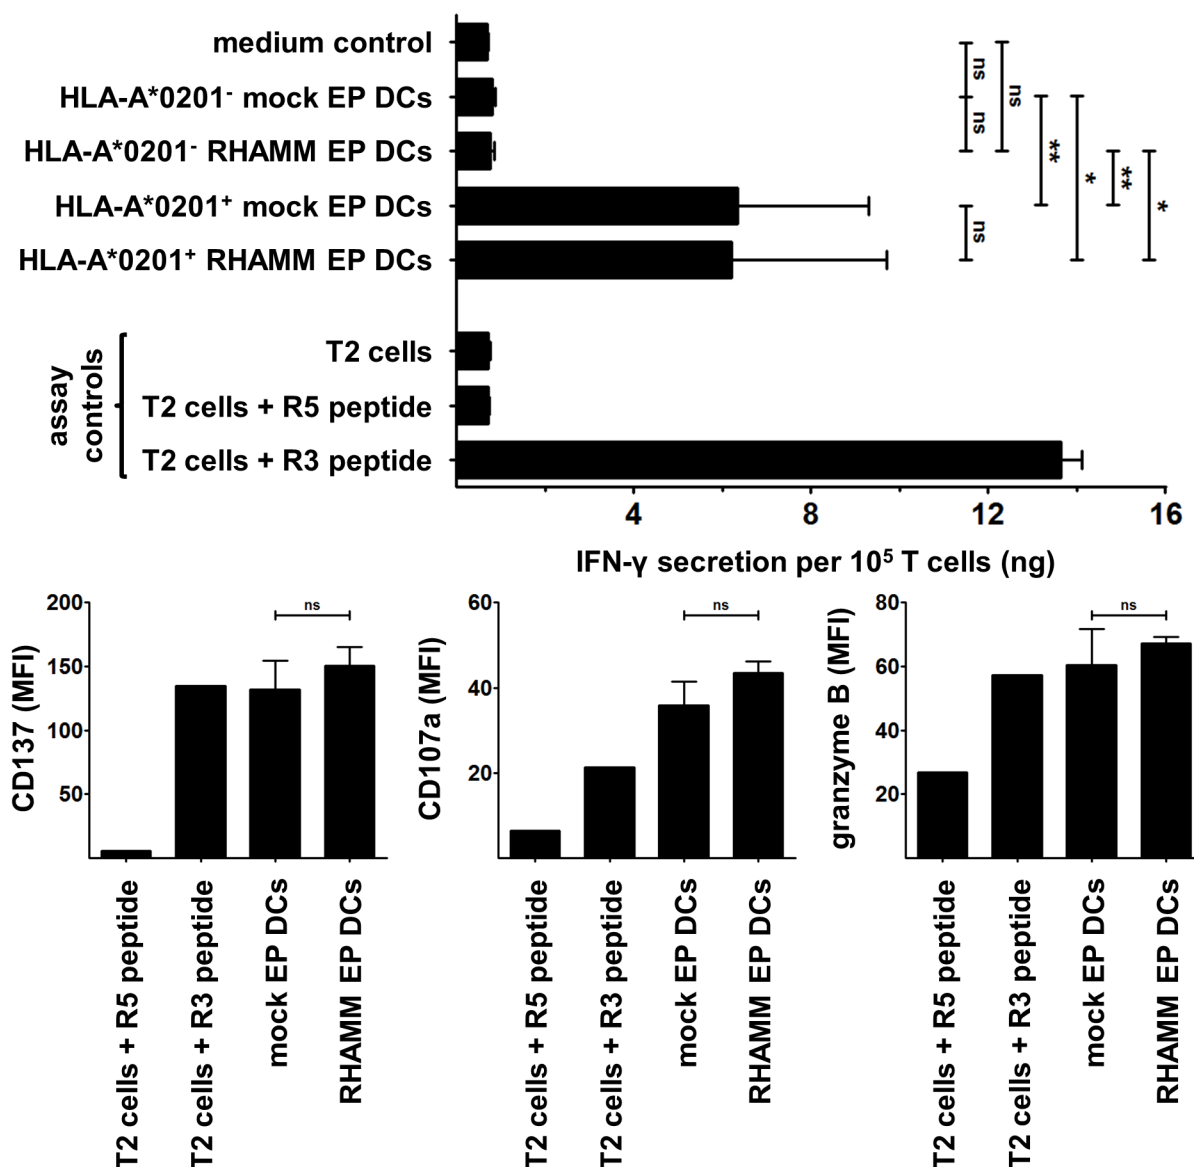 medium control
HLA-A*0201⁻ mock EP DCs
HLA-A*0201⁻ RHAMM EP DCs
HLA-A*0201⁺ mock EP DCs
HLA-A*0201⁺ RHAMM EP DCs
ns
ns
ns
ns
**
*
**
*
assay
controls
T2 cells
T2 cells + R5 peptide
T2 cells + R3 peptide
4
8
12
16
IFN-γ secretion per 10⁵ T cells (ng)
CD137 (MFI)
200
150
100
50
ns
T2 cells + R5 peptide
T2 cells + R3 peptide
mock EP DCs
RHAMM EP DCs
CD107a (MFI)
60
40
20
ns
T2 cells + R5 peptide
T2 cells + R3 peptide
mock EP DCs
RHAMM EP DCs
granzyme B (MFI)
80
60
40
20
ns
T2 cells + R5 peptide
T2 cells + R3 peptide
mock EP DCs
RHAMM EP DCs